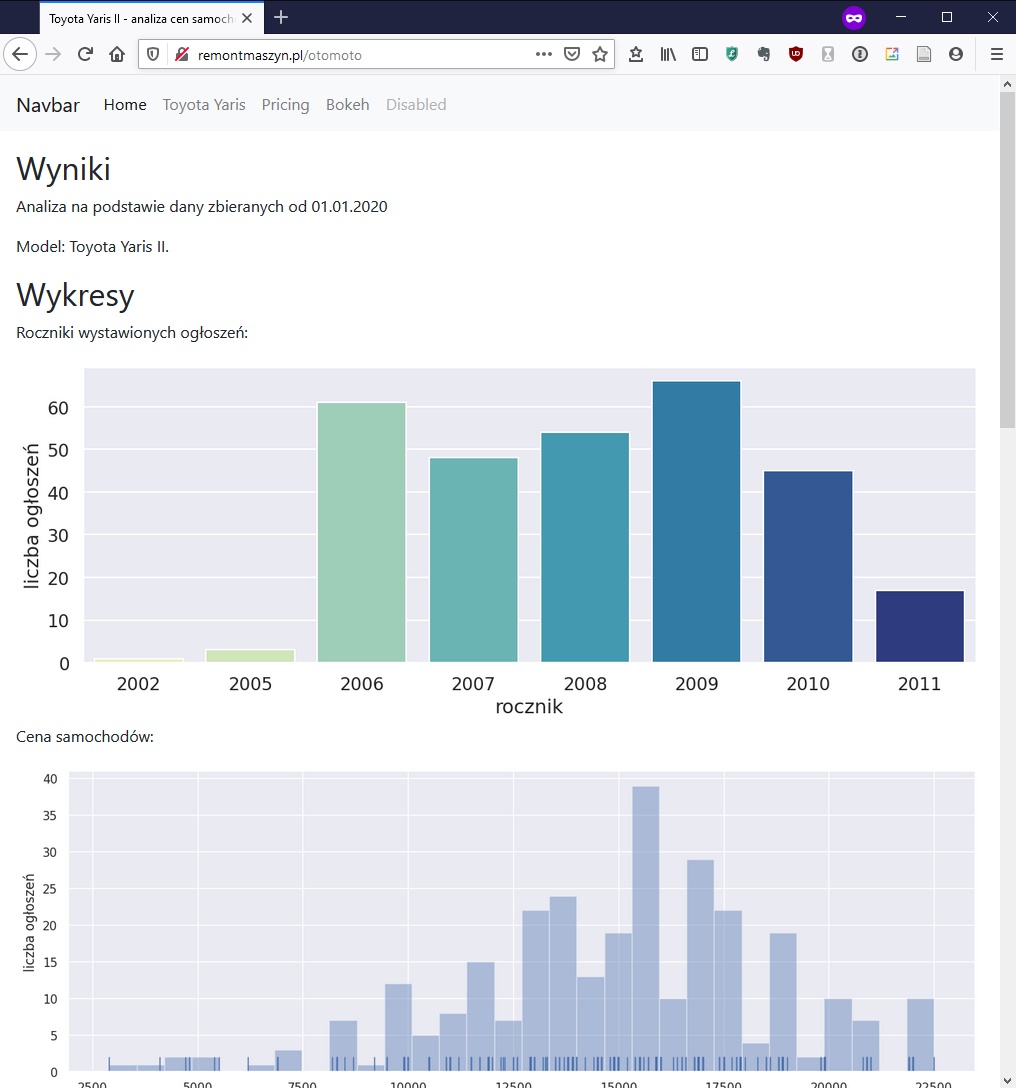 Toyota Yaris II - analiza cen samoch
remontmaszyn.pl/otomoto
Navbar Home Toyota Yaris Pricing Bokeh Disabled
Wyniki
Analiza na podstawie dany zbieranych od 01.01.2020
Model: Toyota Yaris II.
Wykresy
Roczniki wystawionych ogłoszeń:
liczba ogłoszeń
60
50
40
30
20
10
0
2002 2005 2006 2007 2008 2009 2010 2011
rocznik
Cena samochodów:
liczba ogłoszeń
40
35
30
25
20
15
10
5
0
2500 5000 7500 10000 12500 15000 17500 20000 22500